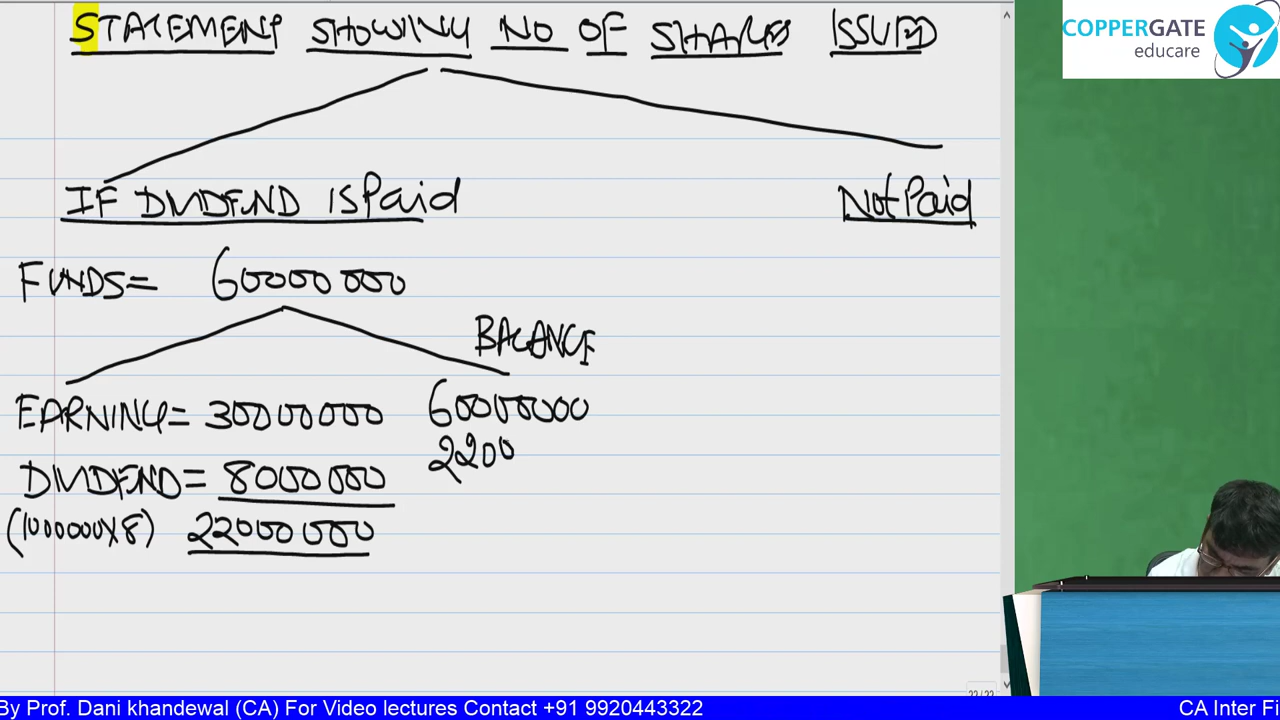 STATEMENT SHOWING NO OF SHARES ISSUED
IF DIVIDEND IS Paid
Not Paid
FUNDS= 60000000
BALANCE
EARNING= 30000000
60000000
2200
DIVIDEND= 8000000
(1000000x8) 22000000
COPPERGATE
educare
22/22
By Prof. Dani khandewal (CA) For Video lectures Contact +91 9920443322
CA Inter Fi